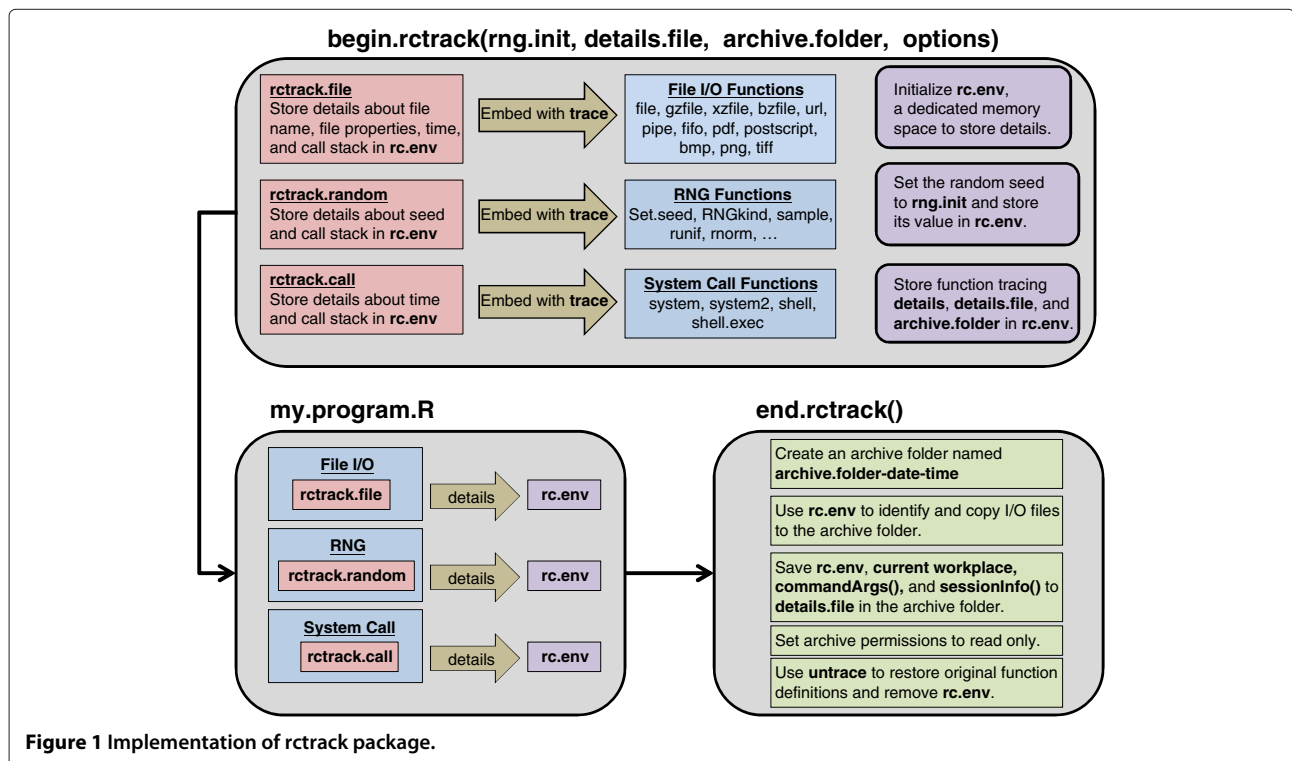 begin.rctrack(rng.init, details.file, archive.folder, options)
rctrack.file
Store details about file
name, file properties, time,
and call stack in rc.env
Embed with trace
File I/O Functions
file, gzfile, xzfile, bzfile, url,
pipe, fifo, pdf, postscript,
bmp, png, tiff
Initialize rc.env,
a dedicated memory
space to store details.
rctrack.random
Store details about seed
and call stack in rc.env
Embed with trace
RNG Functions
Set.seed, RNGkind, sample,
runif, rnorm, …
Set the random seed
to rng.init and store
its value in rc.env.
rctrack.call
Store details about time
and call stack in rc.env
Embed with trace
System Call Functions
system, system2, shell,
shell.exec
Store function tracing
details, details.file, and
archive.folder in rc.env.
my.program.R
File I/O
rctrack.file
details
rc.env
RNG
rctrack.random
details
rc.env
System Call
rctrack.call
details
rc.env
end.rctrack()
Create an archive folder named
archive.folder-date-time
Use rc.env to identify and copy I/O files
to the archive folder.
Save rc.env, current workplace,
commandArgs(), and sessionInfo() to
details.file in the archive folder.
Set archive permissions to read only.
Use untrace to restore original function
definitions and remove rc.env.
Figure 1 Implementation of rctrack package.